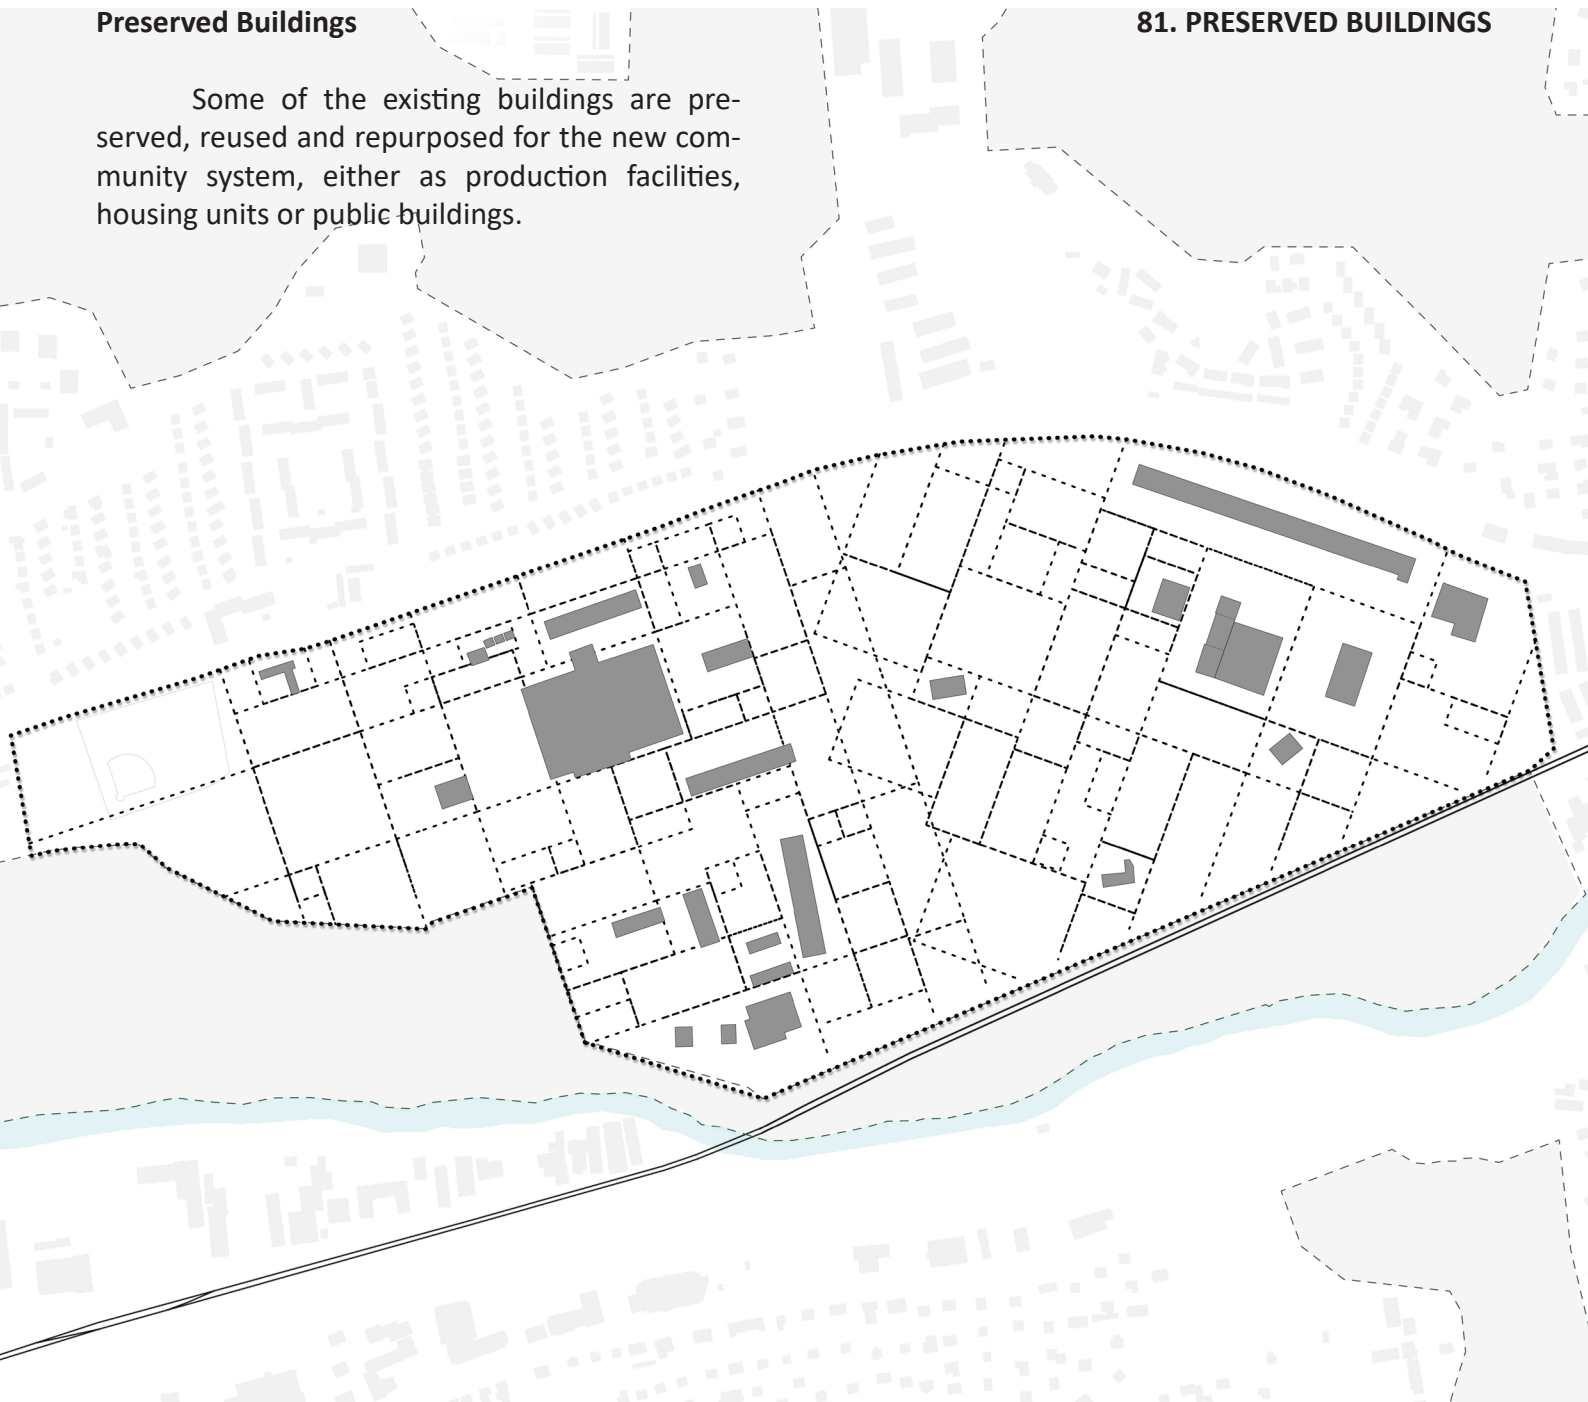 Preserved Buildings
81. PRESERVED BUILDINGS
Some of the existing buildings are pre-
served, reused and repurposed for the new com-
munity system, either as production facilities,
housing units or public buildings.